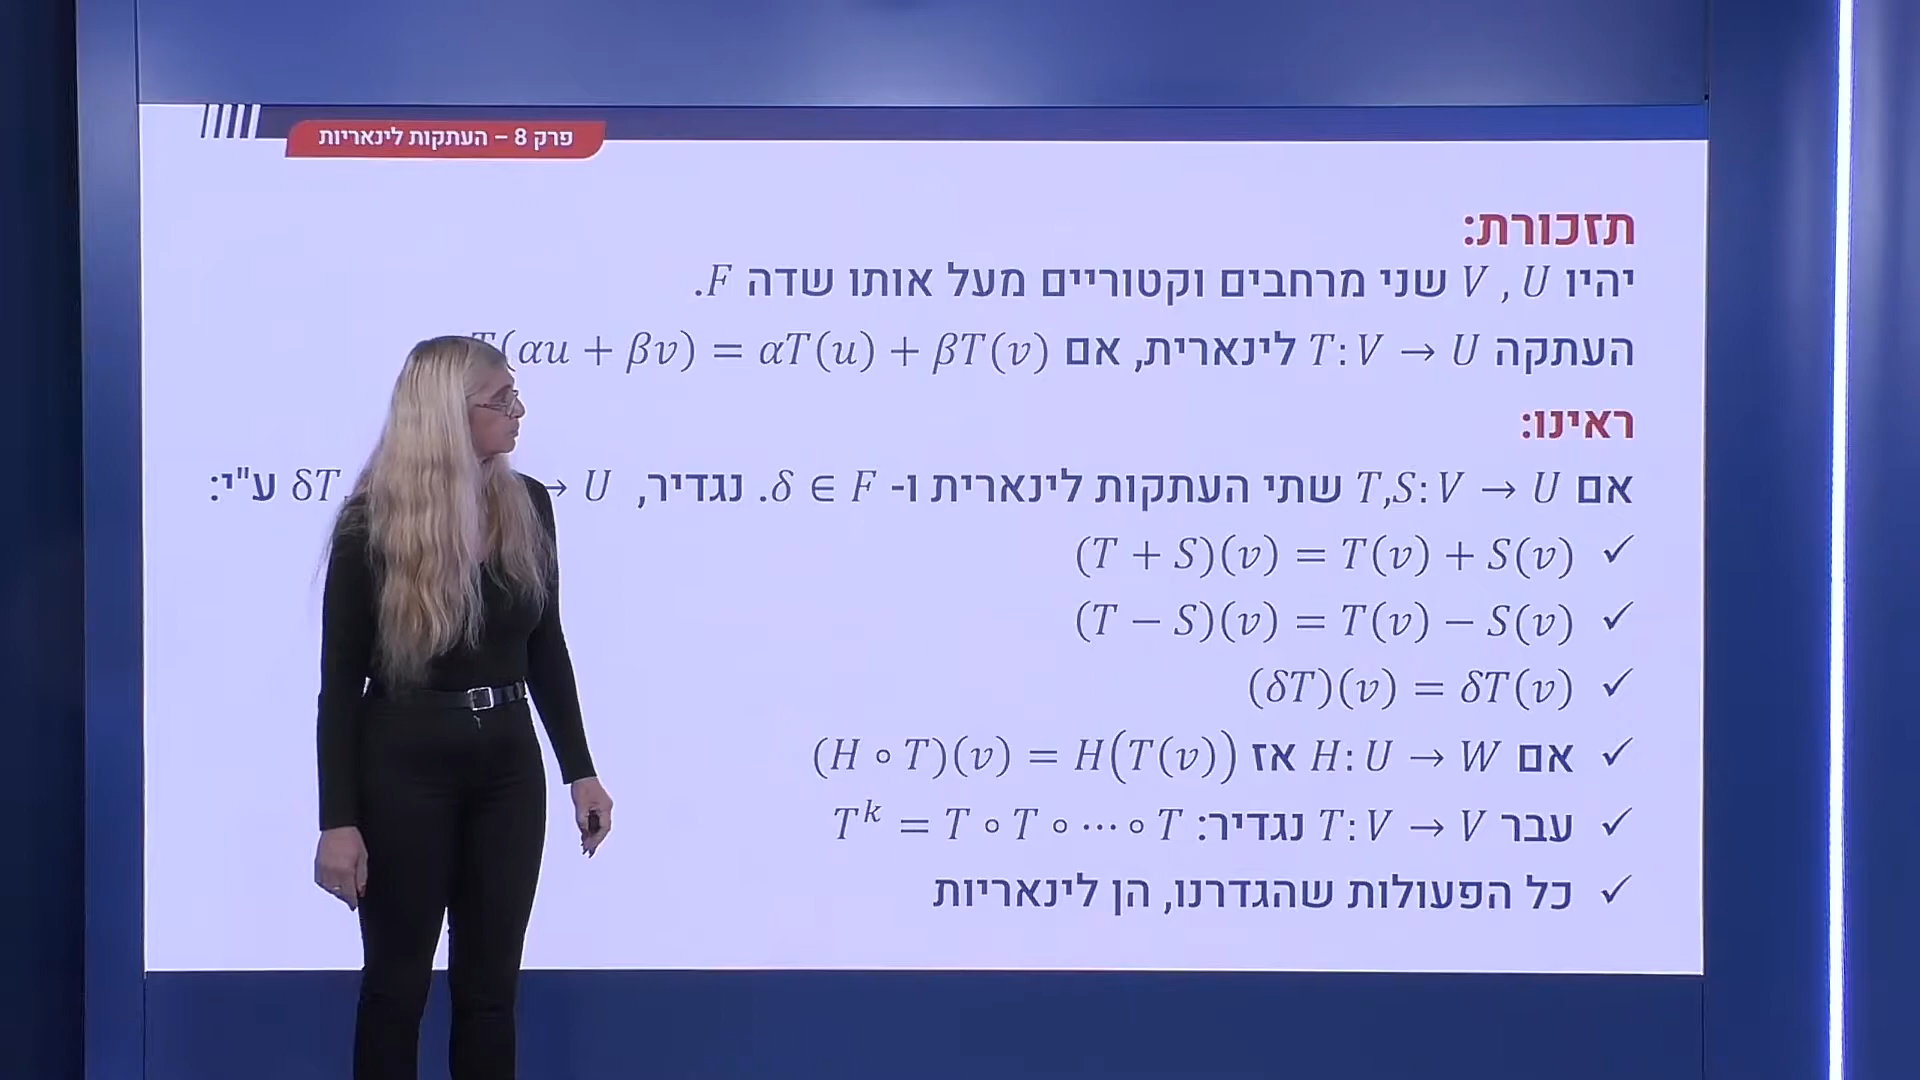 פרק 8 – העתקות לינאריות
תזכורת:
יהיו V , U שני מרחבים וקטוריים מעל אותו שדה F.
העתקה T: V → U לינארית, אם T(αu + βv) = αT(u) + βT(v)
ראינו:
אם T,S: V → U שתי העתקות לינארית ו- δ ∈ F. נגדיר, δT → U ע"י:
✓ (T + S)(v) = T(v) + S(v)
✓ (T − S)(v) = T(v) − S(v)
✓ (δT)(v) = δT(v)
✓ אם H: U → W אז (H ∘ T)(v) = H(T(v))
✓ עבר T: V → V נגדיר: T^k = T ∘ T ∘ ⋯ ∘ T
✓ כל הפעולות שהגדרנו, הן לינאריות